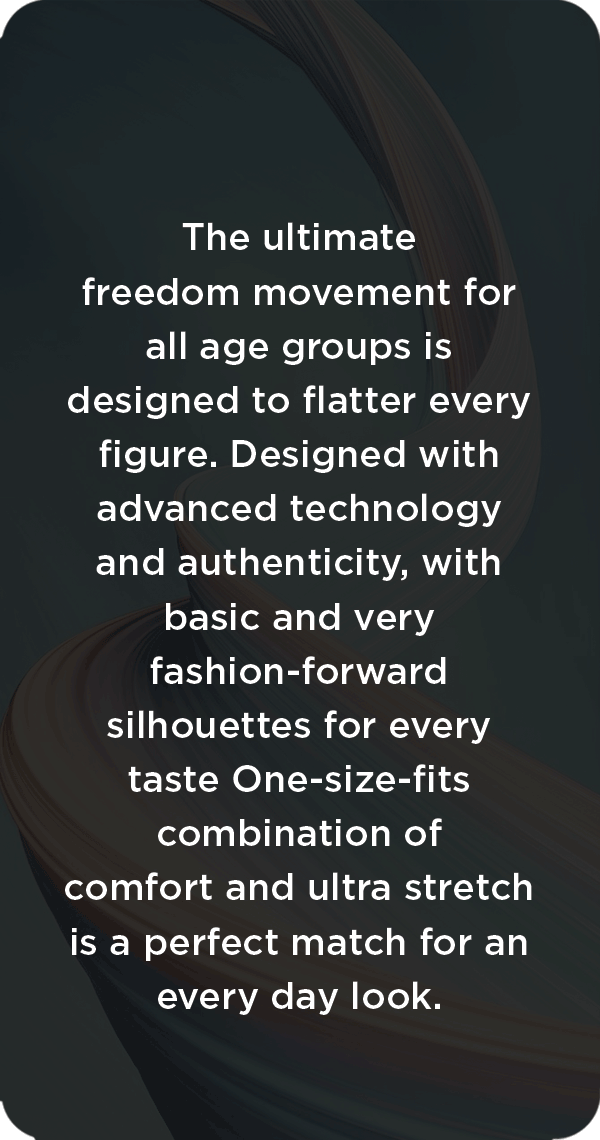 The ultimate
freedom movement for
all age groups is
designed to flatter every
figure. Designed with
advanced technology
and authenticity, with
basic and very
fashion-forward
silhouettes for every
taste One-size-fits
combination of
comfort and ultra stretch
is a perfect match for an
every day look.